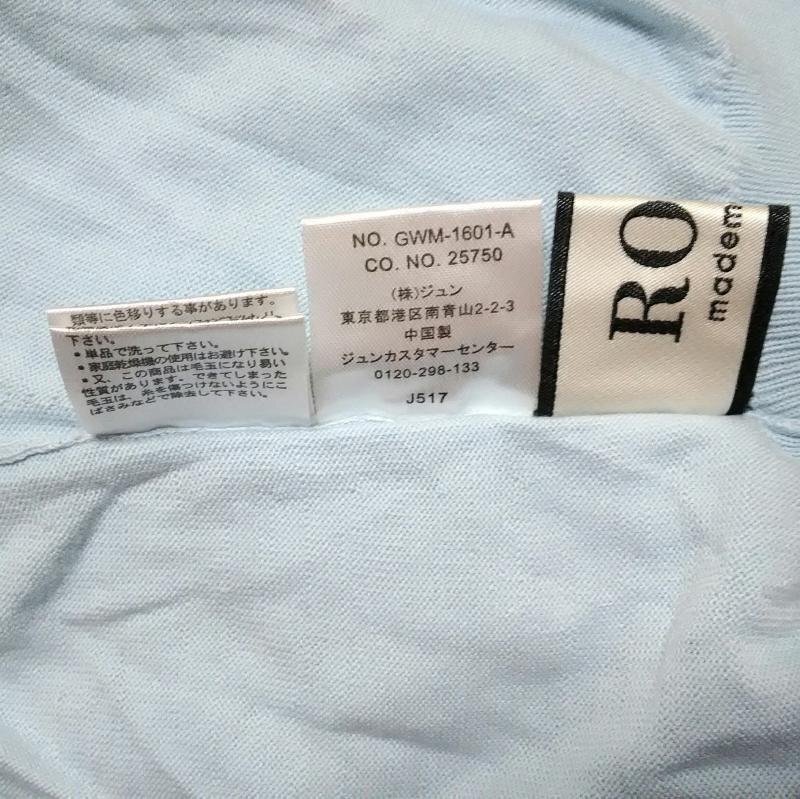 類等に色移りする事があります。
下さい。
・単品で洗って下さい。
・家庭乾燥機の使用はお避け下さい。
・又、この商品は毛玉になり易い
性質があります。できてしまった
毛玉は、糸を傷つけないようにこ
ばさみなどで除去して下さい。
NO. GWM-1601-A
CO. NO. 25750
(株)ジュン
東京都港区南青山2-2-3
中国製
ジュンカスタマーセンター
0120-298-133
J517
RO
madem